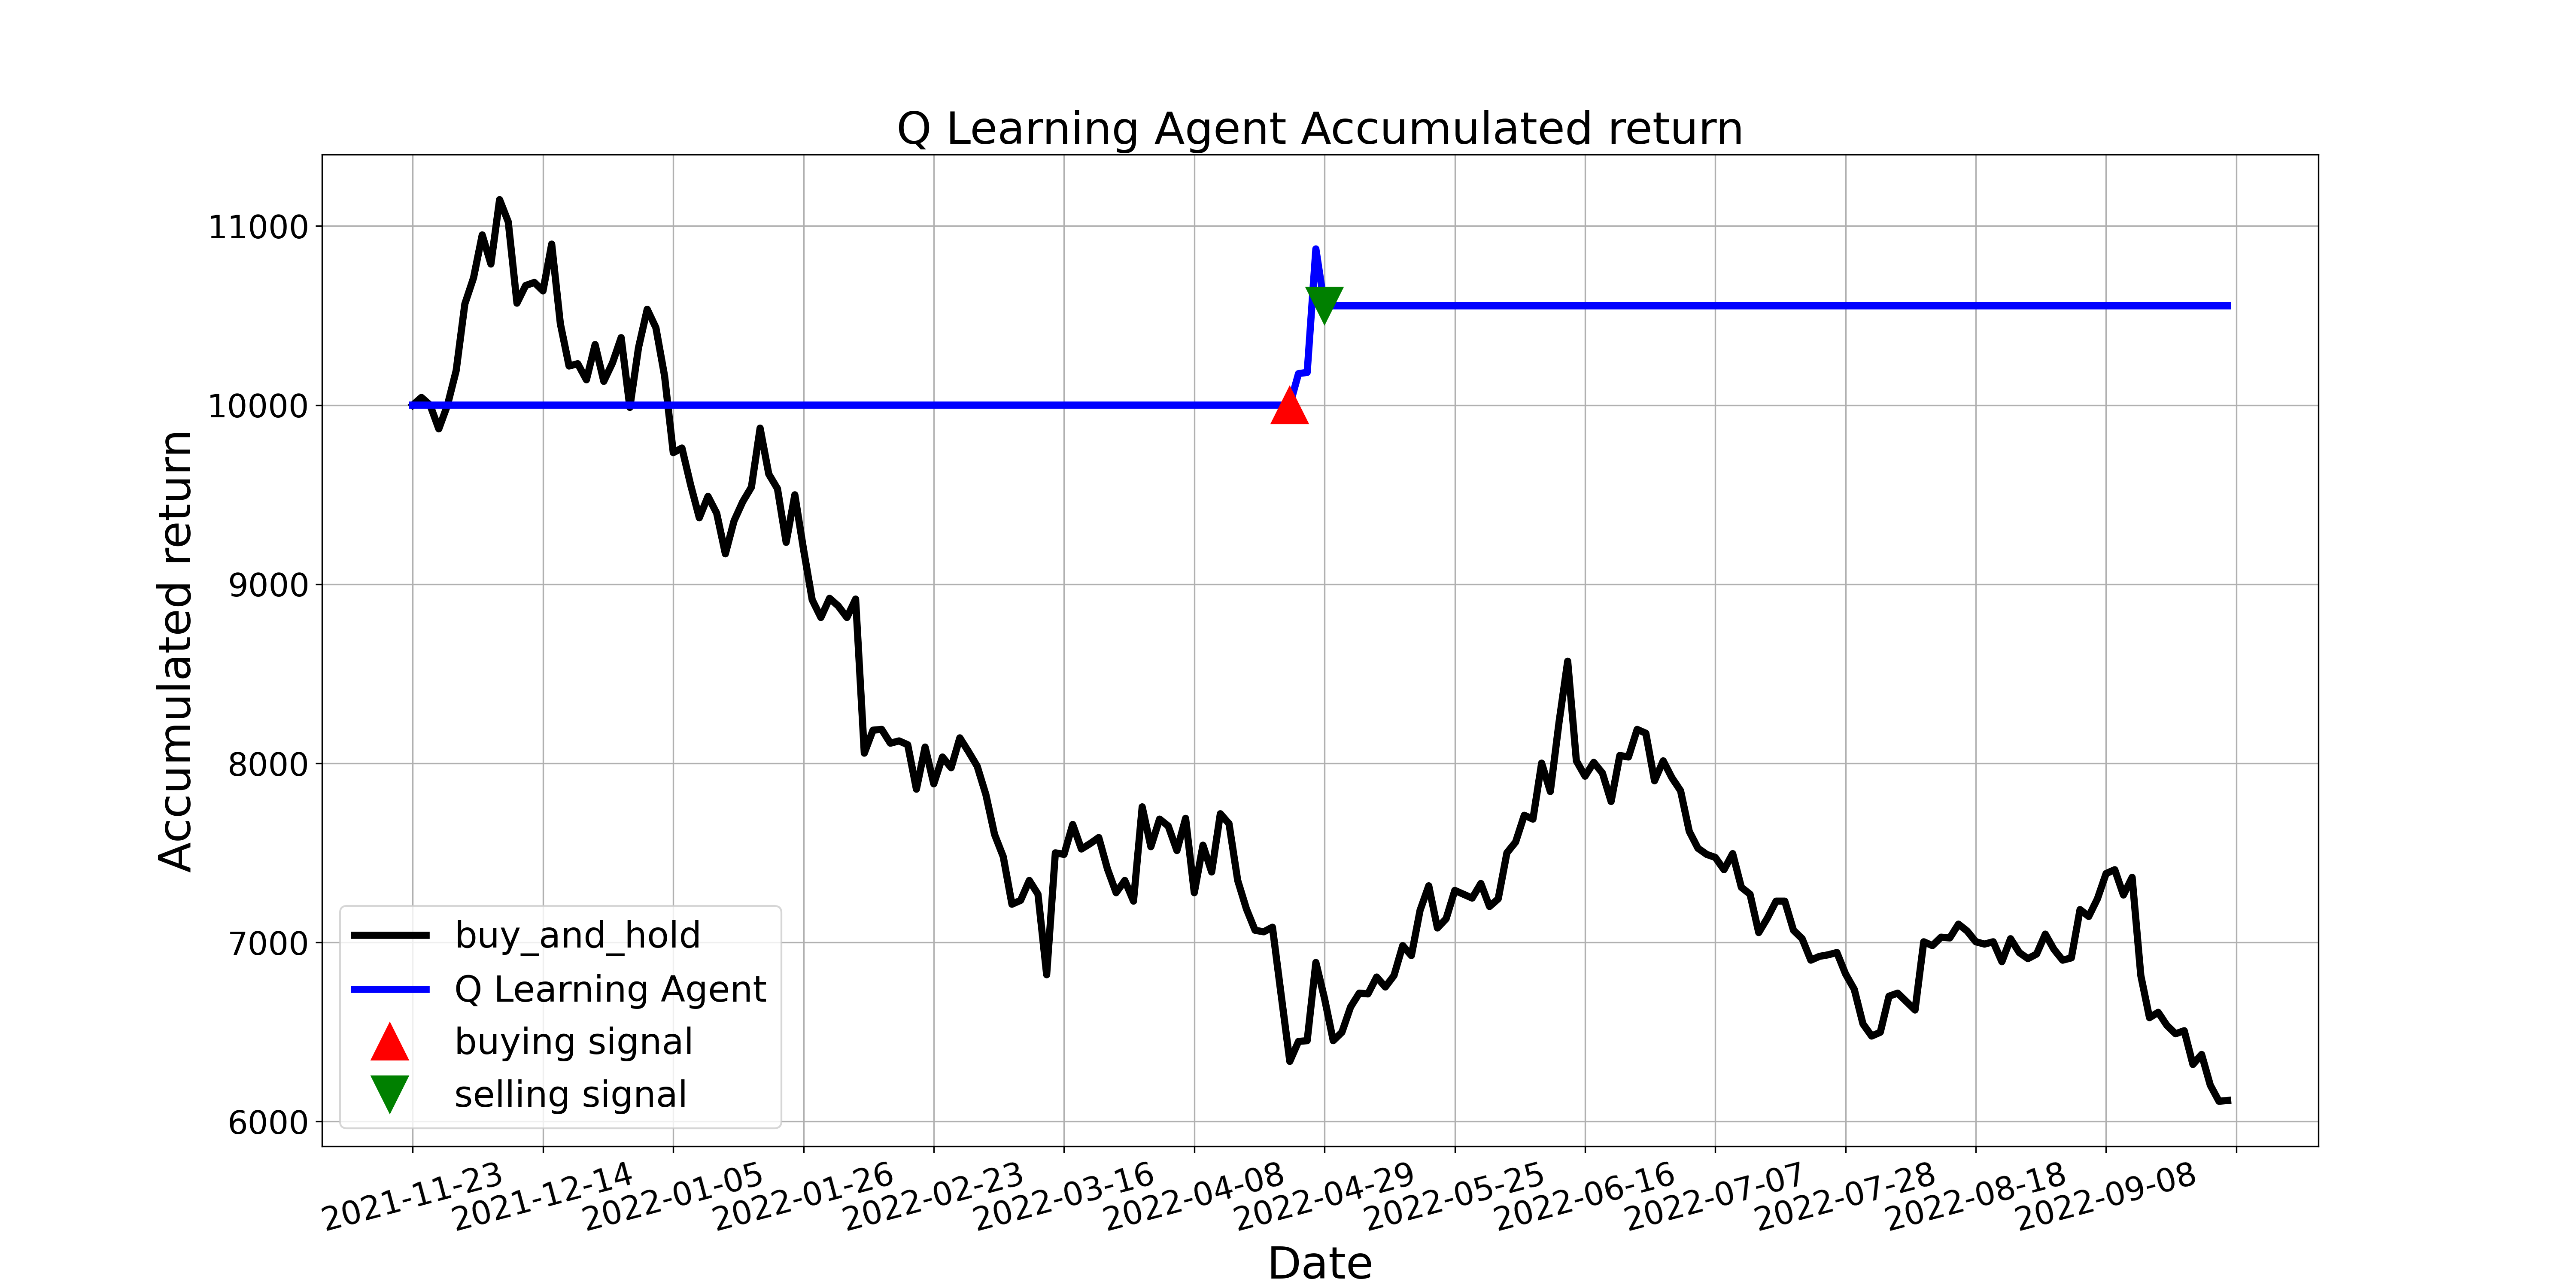 Q Learning Agent Accumulated return
Accumulated return
11000
10000
9000
8000
7000
6000
buy_and_hold
Q Learning Agent
buying signal
selling signal
2021-11-23
2021-12-14
2022-01-05
2022-01-26
2022-02-23
2022-03-16
2022-04-08
2022-04-29
2022-05-25
2022-06-16
2022-07-07
2022-07-28
2022-08-18
2022-09-08
Date